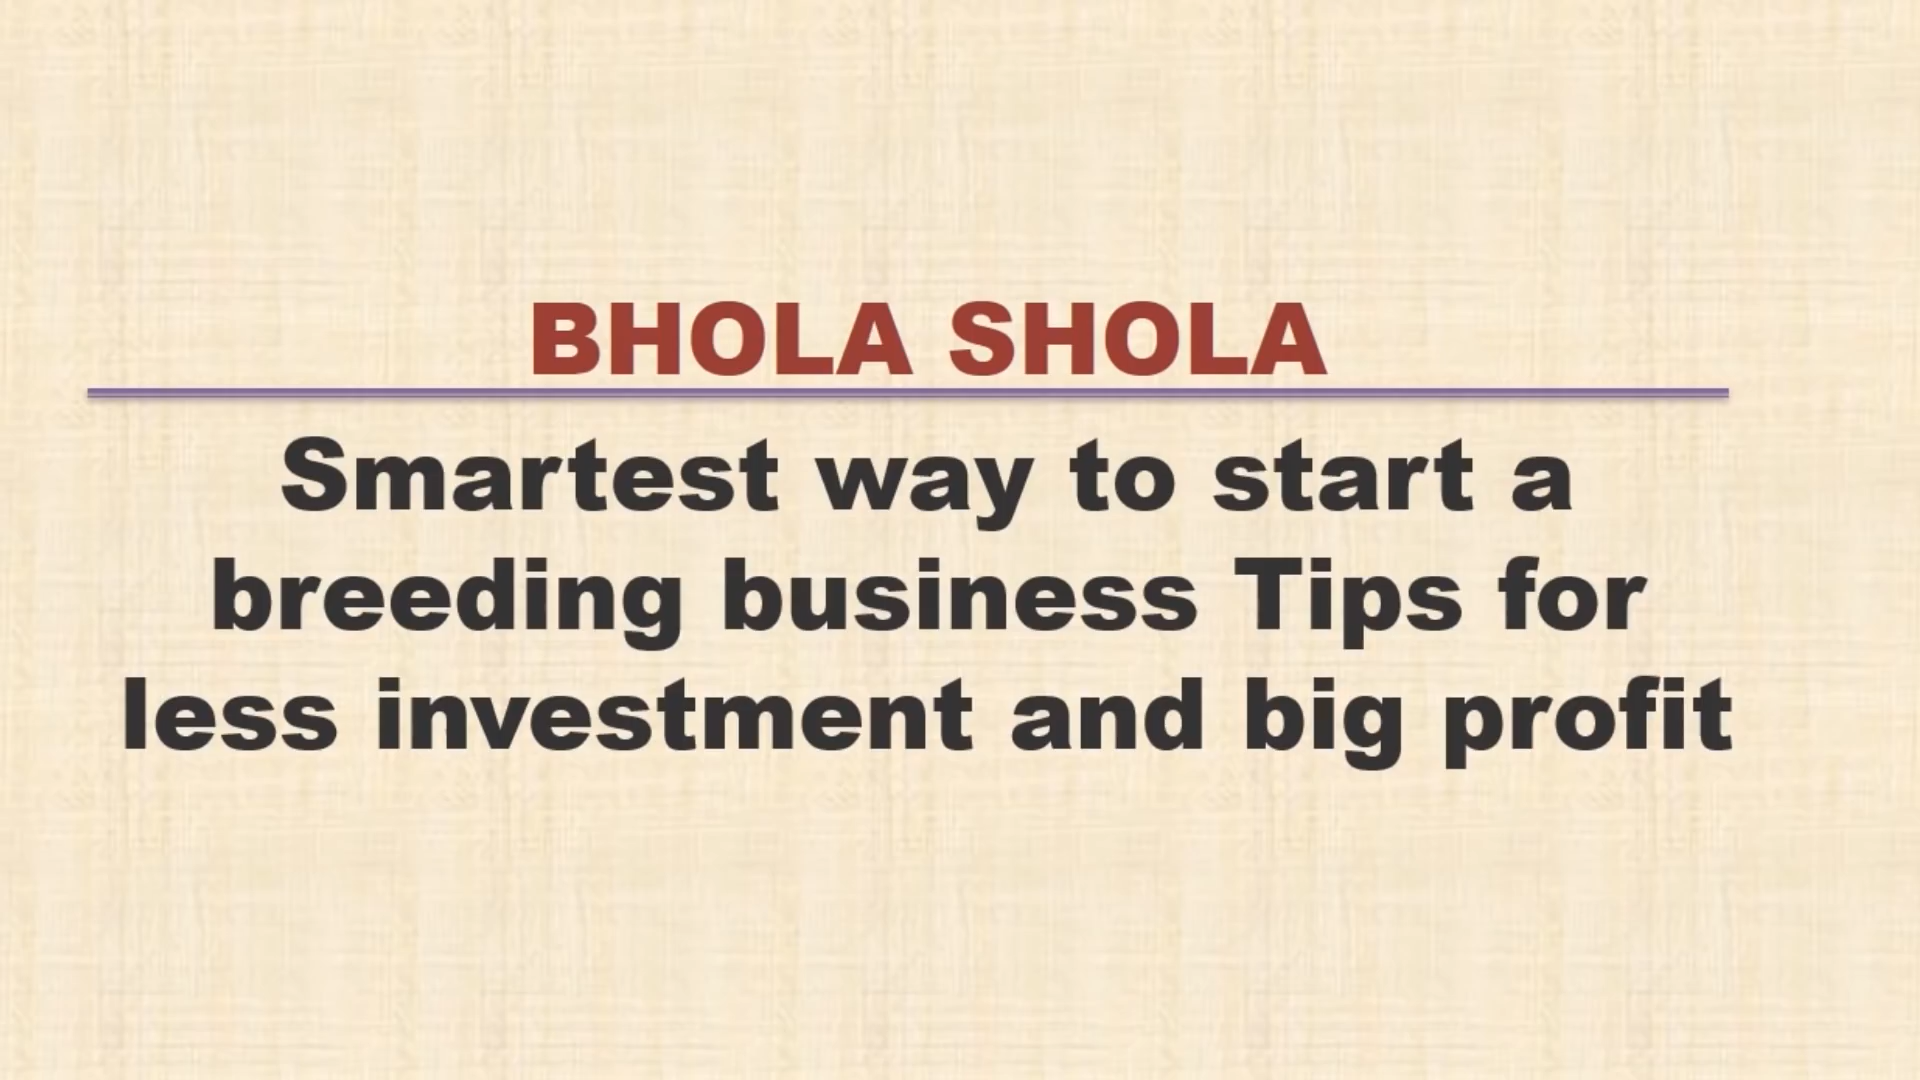 BHOLA SHOLA
Smartest way to start a
breeding business Tips for
less investment and big profit